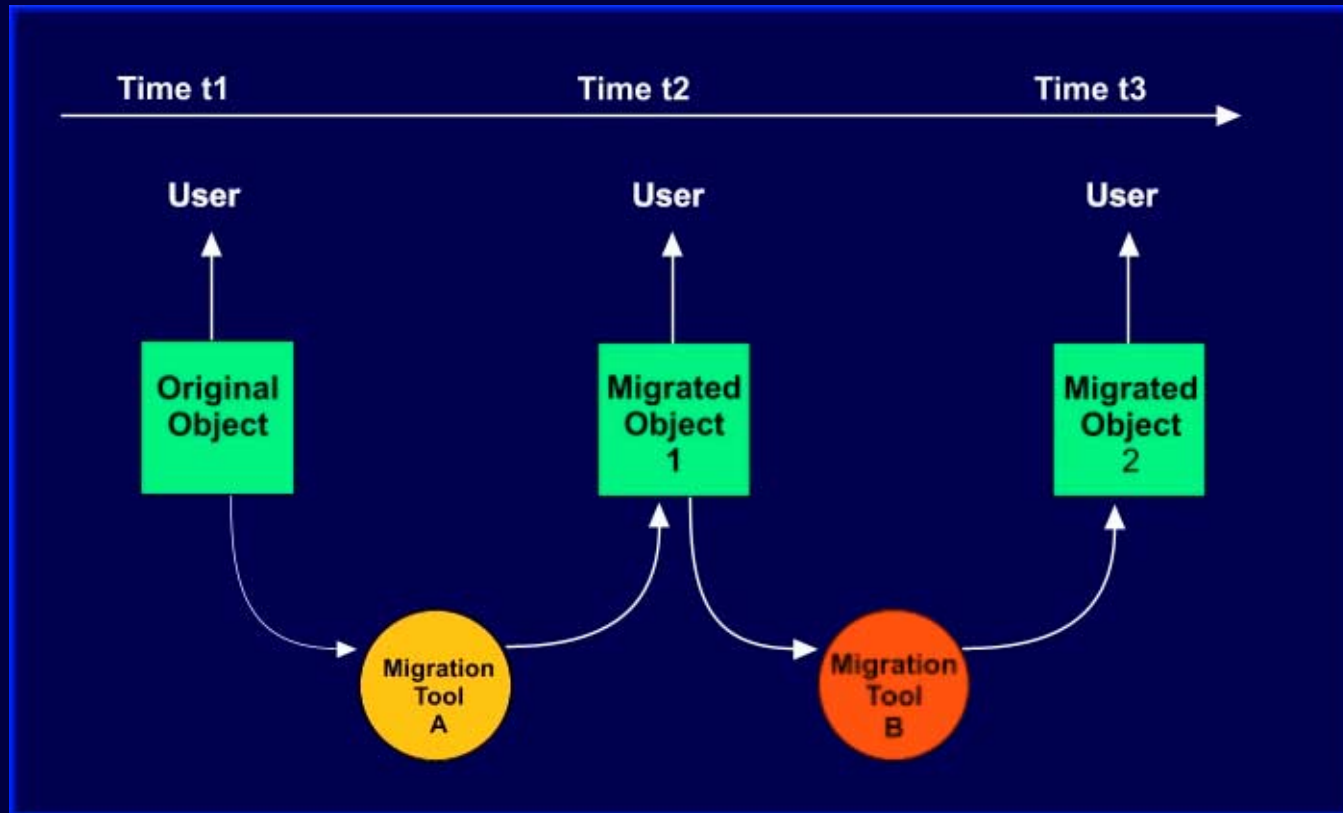 Time t1
Time t2
Time t3
User
User
User
Original
Object
Migrated
Object
1
Migrated
Object
2
Migration
Tool
A
Migration
Tool
B